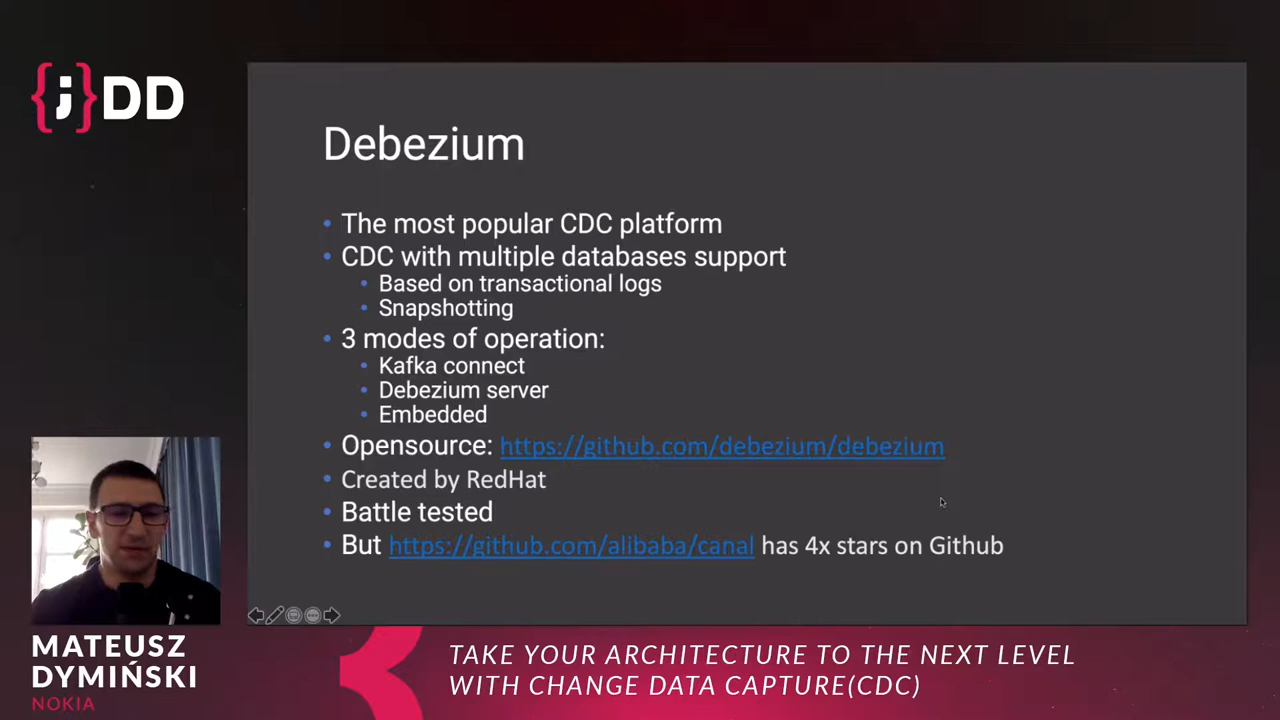 {;}DD
Debezium
• The most popular CDC platform
• CDC with multiple databases support
• Based on transactional logs
• Snapshotting
• 3 modes of operation:
• Kafka connect
• Debezium server
• Embedded
• Opensource: https://github.com/debezium/debezium
• Created by RedHat
• Battle tested
• But https://github.com/alibaba/canal has 4x stars on Github
MATEUSZ
DYMIŃSKI
NOKIA
TAKE YOUR ARCHITECTURE TO THE NEXT LEVEL
WITH CHANGE DATA CAPTURE(CDC)